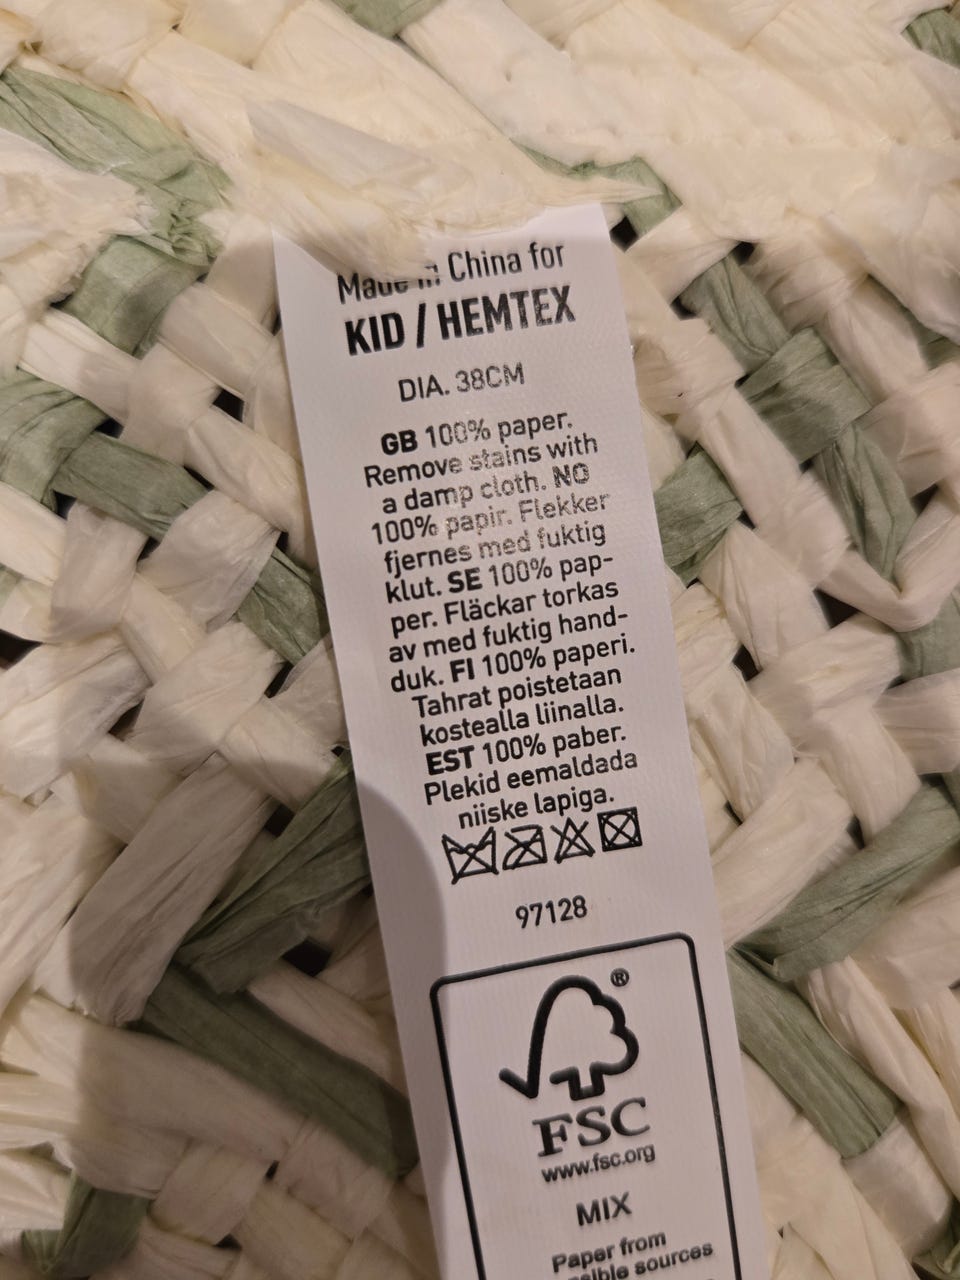 Made in China for
KID / HEMTEX
DIA. 38CM
GB 100% paper.
Remove stains with
a damp cloth. NO
100% papir. Flekker
fjernes med fuktig
klut. SE 100% pap-
per. Fläckar torkas
av med fuktig hand-
duk. FI 100% paperi.
Tahrat poistetaan
kostealla liinalla.
EST 100% paber.
Plekid eemaldada
niiske lapiga.
97128
®
FSC
www.fsc.org
MIX
Paper from
sources